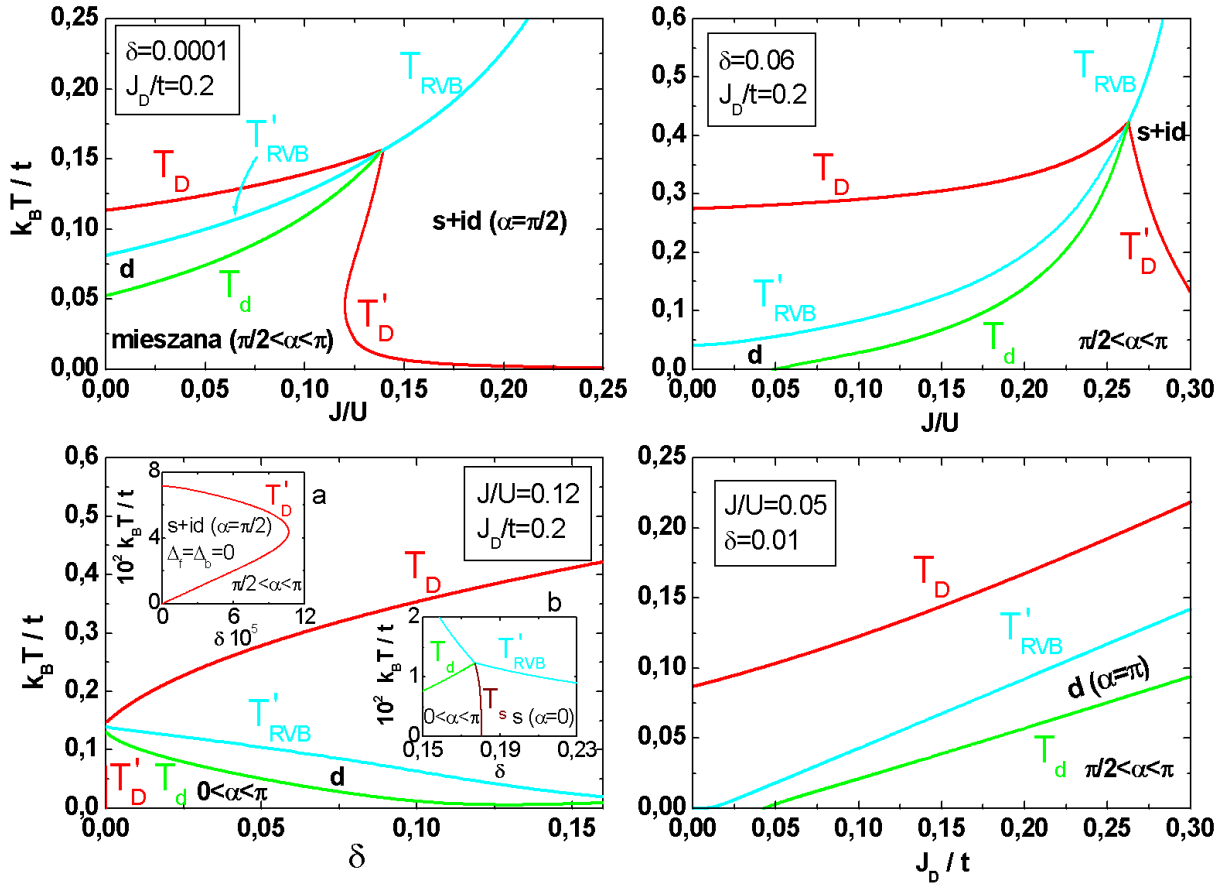 δ=0.0001
J_D/t=0.2
T_RVB
T'_RVB
T_D
d
T_d
s+id (α=π/2)
T'_D
mieszana (π/2<α<π)
k_BT / t
0,25
0,20
0,15
0,10
0,05
0,00
0,00 0,05 0,10 0,15 0,20 0,25
J/U
δ=0.06
J_D/t=0.2
T_RVB
s+id
T_D
T'_D
T'_RVB
d
T_d
π/2<α<π
0,6
0,5
0,4
0,3
0,2
0,1
0,0
0,00 0,05 0,10 0,15 0,20 0,25 0,30
J/U
J/U=0.12
J_D/t=0.2
a
T'_D
s+id (α=π/2)
Δ_f=Δ_b=0
π/2<α<π
10² k_BT / t
8
4
0
0 6 12
δ 10⁵
T_D
b
T_d
T'_RVB
0<α<π
T_s
s (α=0)
10² k_BT / t
2
1
0
0,15 0,19 0,23
δ
T'_RVB
d
T'_D
T_d
0<α<π
k_BT / t
0,6
0,5
0,4
0,3
0,2
0,1
0,0
0,00 0,05 0,10 0,15
δ
J/U=0.05
δ=0.01
T_D
T'_RVB
d (α=π)
T_d
π/2<α<π
0,25
0,20
0,15
0,10
0,05
0,00
0,00 0,05 0,10 0,15 0,20 0,25 0,30
J_D / t